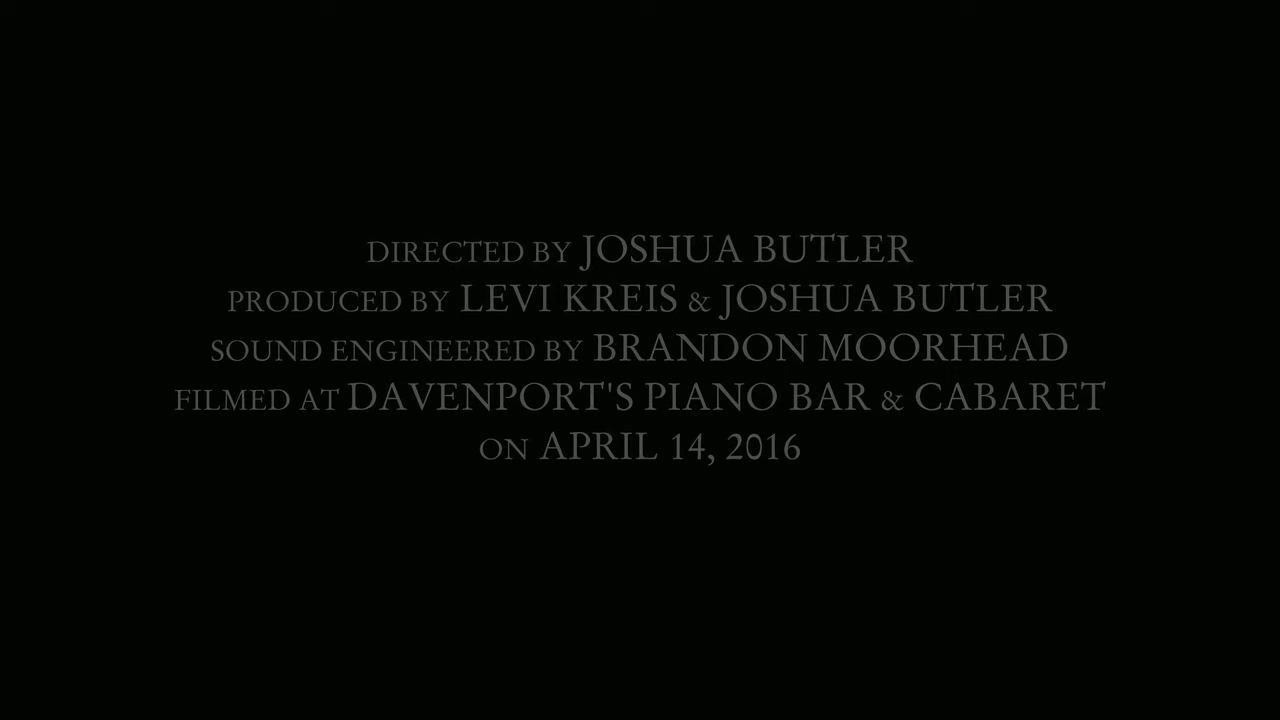 DIRECTED BY JOSHUA BUTLER
PRODUCED BY LEVI KREIS & JOSHUA BUTLER
SOUND ENGINEERED BY BRANDON MOORHEAD
FILMED AT DAVENPORT'S PIANO BAR & CABARET
ON APRIL 14, 2016